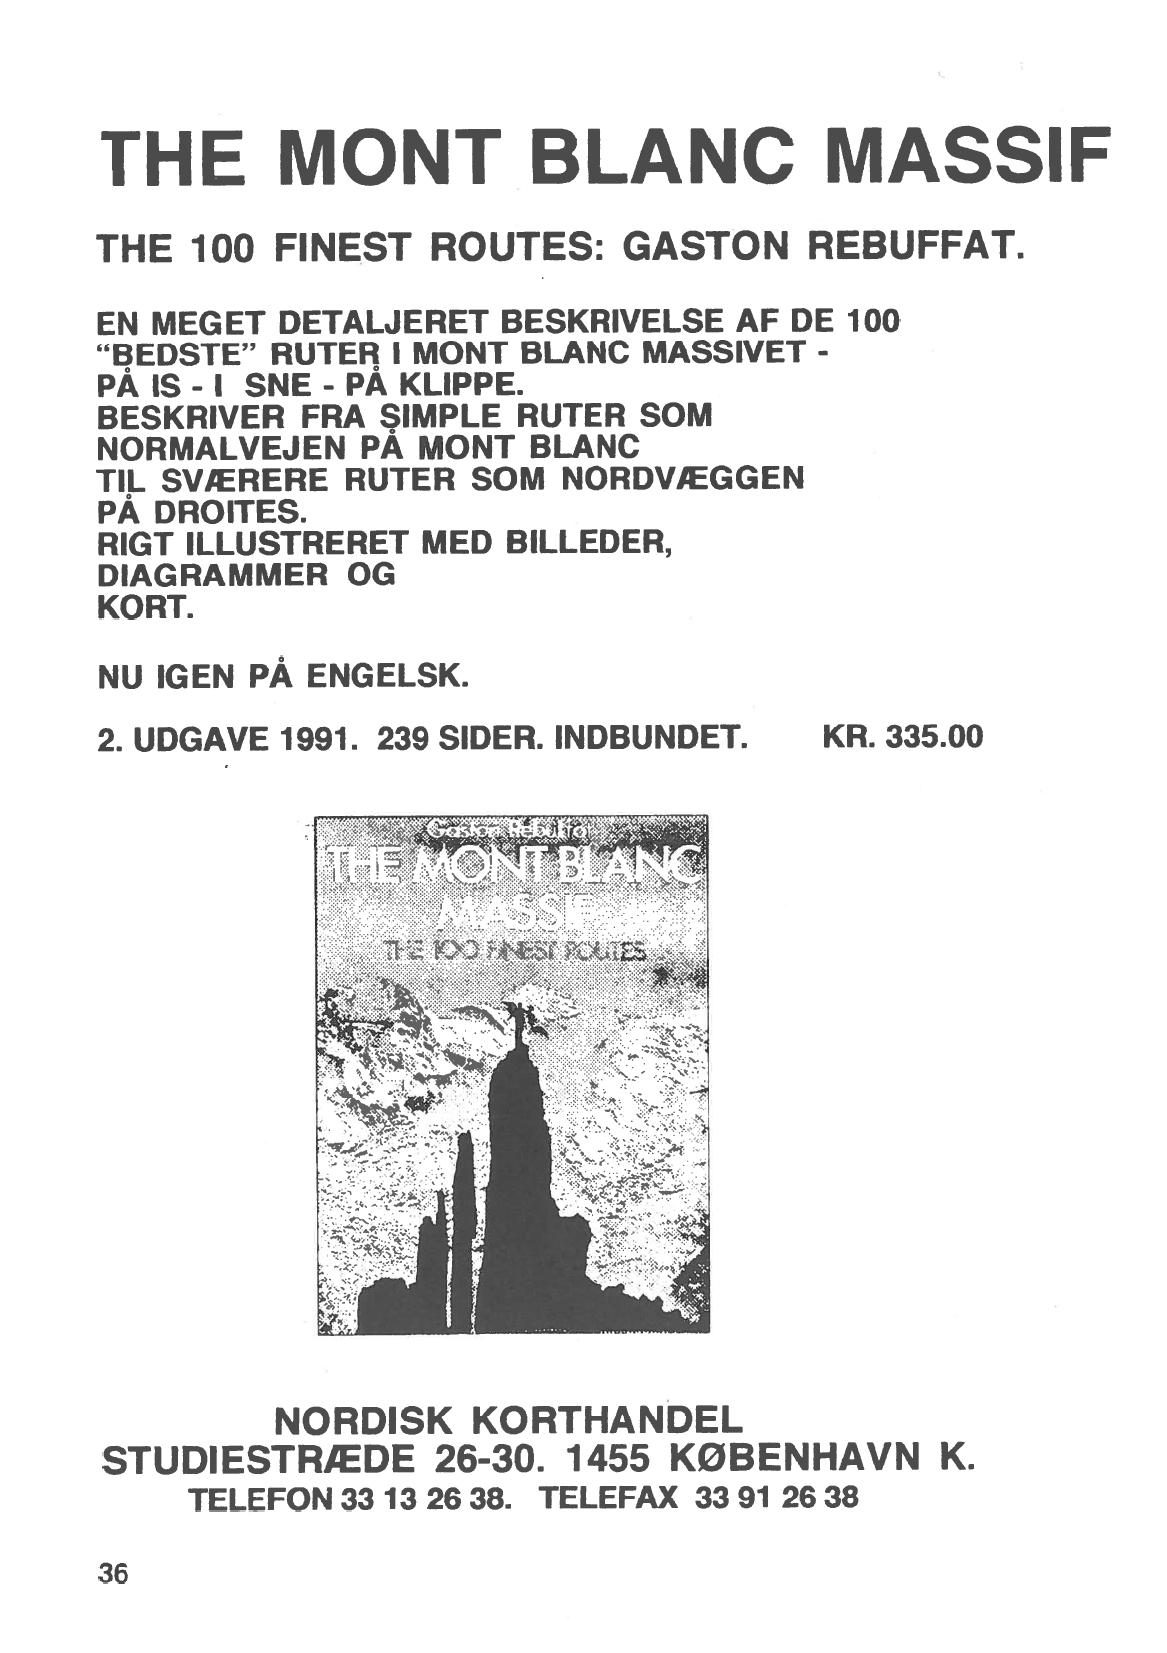 THE MONT BLANC MASSIF
THE 100 FINEST ROUTES: GASTON REBUFFAT.
EN MEGET DETALJERET BESKRIVELSE AF DE 100
“BEDSTE” RUTER I MONT BLANC MASSIVET -
PÅ IS - I SNE - PÅ KLIPPE.
BESKRIVER FRA SIMPLE RUTER SOM
NORMALVEJEN PÅ MONT BLANC
TIL SVÆRERE RUTER SOM NORDVÆGGEN
PÅ DROITES.
RIGT ILLUSTRERET MED BILLEDER,
DIAGRAMMER OG
KORT.
NU IGEN PÅ ENGELSK.
2. UDGAVE 1991. 239 SIDER. INDBUNDET. KR. 335.00
Gaston Rebuffat
THE MONT BLANC
MASSIF
THE 100 FINEST ROUTES
NORDISK KORTHANDEL
STUDIESTRÆDE 26-30. 1455 KØBENHAVN K.
TELEFON 33 13 26 38. TELEFAX 33 91 26 38
36